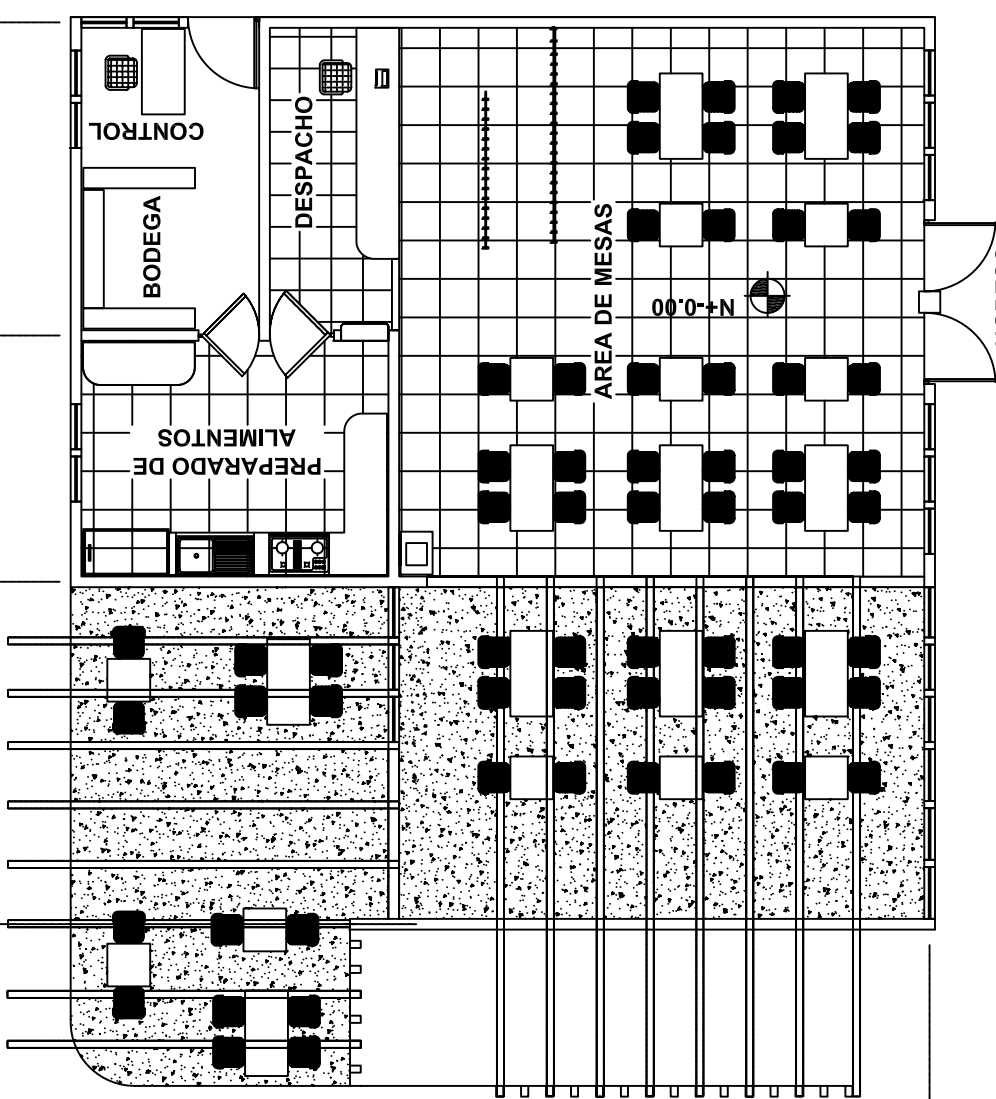 CONTROL
DESPACHO
BODEGA
AREA DE MESAS
N+-0.00
PREPARADO DE
ALIMENTOS